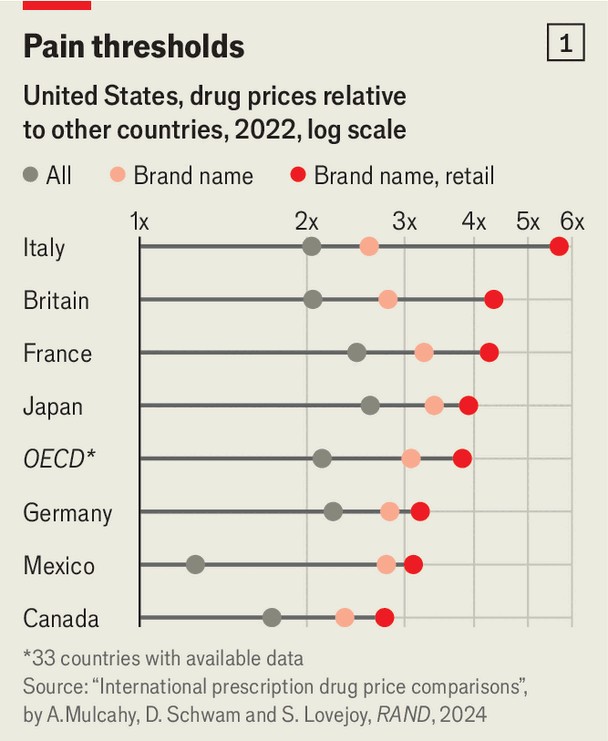 Pain thresholds
1
United States, drug prices relative
to other countries, 2022, log scale
All Brand name Brand name, retail
1x 2x 3x 4x 5x 6x
Italy
Britain
France
Japan
OECD*
Germany
Mexico
Canada
*33 countries with available data
Source: “International prescription drug price comparisons”,
by A.Mulcahy, D. Schwam and S. Lovejoy, RAND, 2024